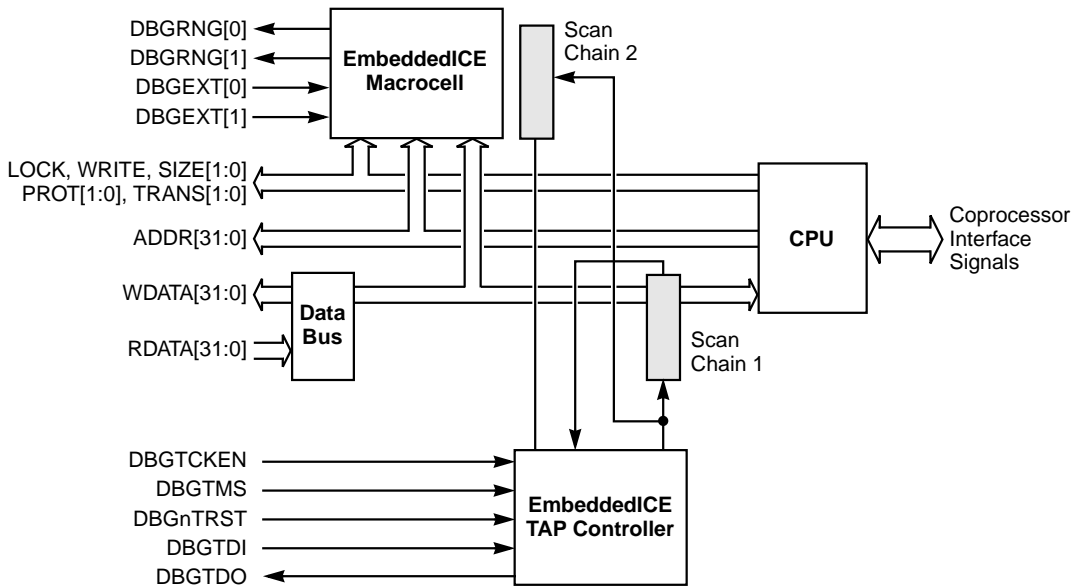 DBGRNG[0]
DBGRNG[1]
DBGEXT[0]
DBGEXT[1]
EmbeddedICE
Macrocell
Scan
Chain 2
LOCK, WRITE, SIZE[1:0]
PROT[1:0], TRANS[1:0]
ADDR[31:0]
WDATA[31:0]
RDATA[31:0]
Data
Bus
CPU
Coprocessor
Interface
Signals
Scan
Chain 1
DBGTCKEN
DBGTMS
DBGnTRST
DBGTDI
DBGTDO
EmbeddedICE
TAP Controller